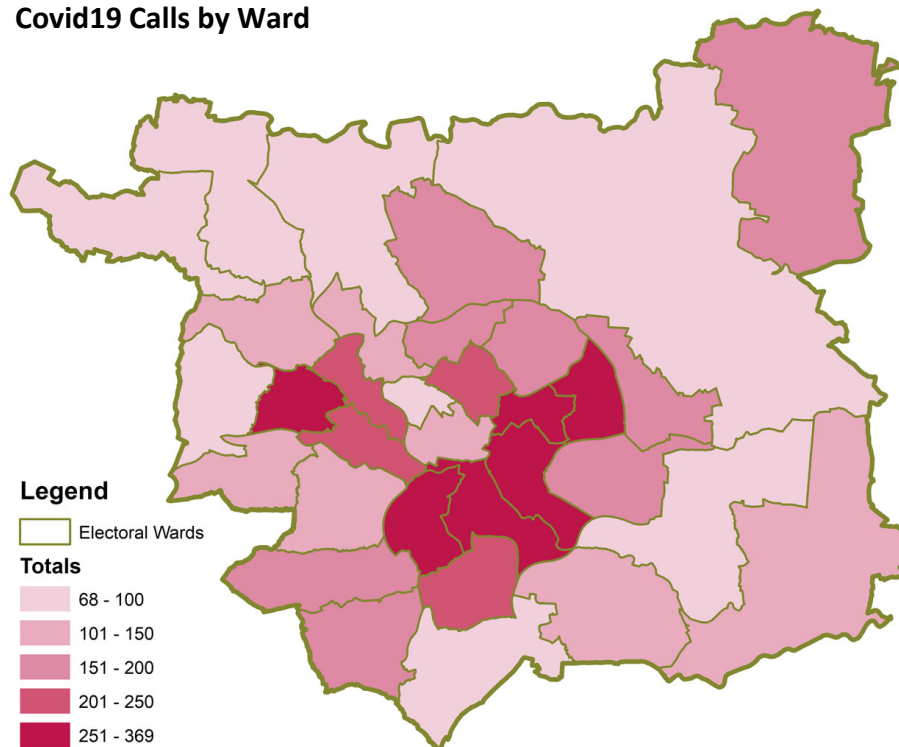 Covid19 Calls by Ward
Legend
Electoral Wards
Totals
68 - 100
101 - 150
151 - 200
201 - 250
251 - 369